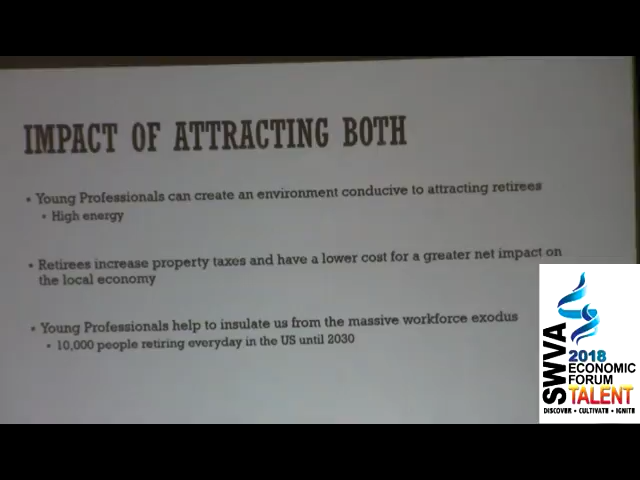 IMPACT OF ATTRACTING BOTH
• Young Professionals can create an environment conducive to attracting retirees
• High energy
• Retirees increase property taxes and have a lower cost for a greater net impact on
the local economy
• Young Professionals help to insulate us from the massive workforce exodus
• 10,000 people retiring everyday in the US until 2030
SWVA
2018
ECONOMIC
FORUM
TALENT
DISCOVER • CULTIVATE • IGNITE